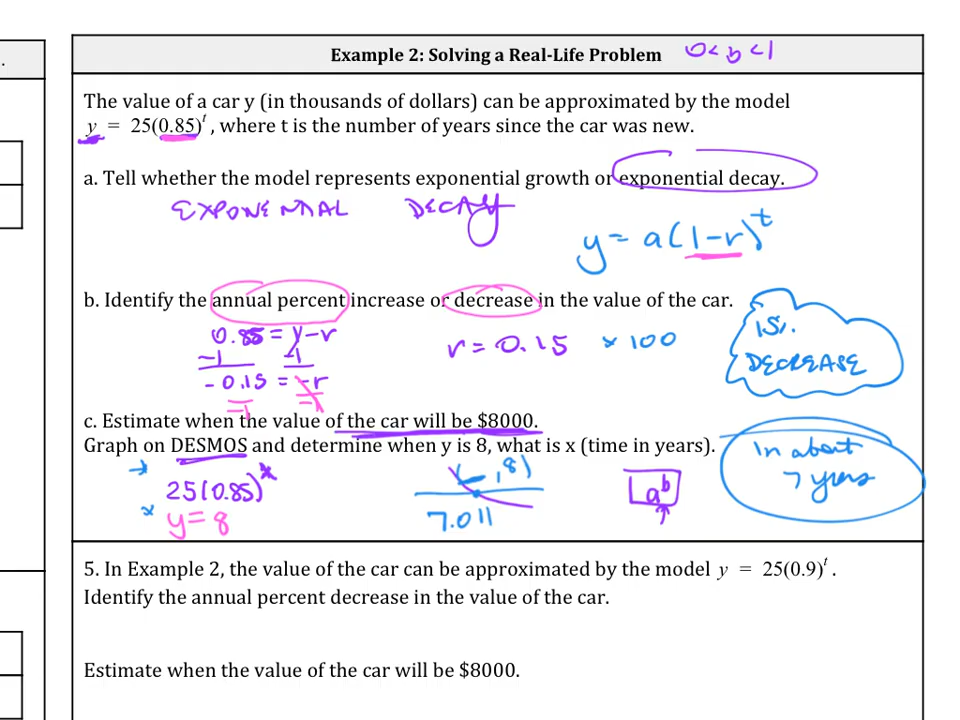 .
Example 2: Solving a Real-Life Problem 0< b <1
The value of a car y (in thousands of dollars) can be approximated by the model
y = 25(0.85)^t, where t is the number of years since the car was new.
a. Tell whether the model represents exponential growth or exponential decay.
EXPONENTIAL DECAY
y = a(1-r)^t
b. Identify the annual percent increase or decrease in the value of the car.
0.85 = 1-r
-1 -1
-0.15 = -r
-1 -1
r = 0.15 × 100
DECREASE
c. Estimate when the value of the car will be $8000.
Graph on DESMOS and determine when y is 8, what is x (time in years).
25(0.85)^x
y = 8
( ,8)
7.011
a^b
In about
7 years
5. In Example 2, the value of the car can be approximated by the model y = 25(0.9)^t.
Identify the annual percent decrease in the value of the car.
Estimate when the value of the car will be $8000.